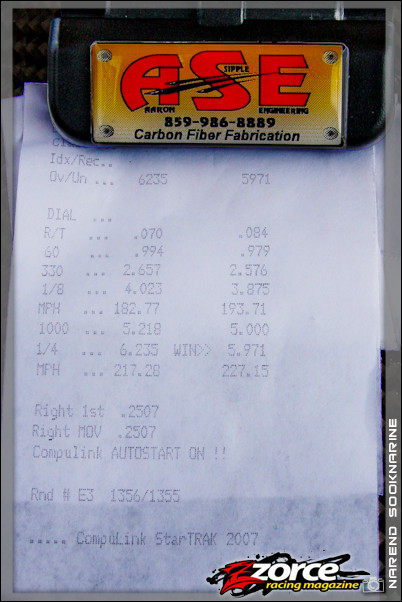 ASE
SIPPLE
AARON ENGINEERING
859-986-8889
Carbon Fiber Fabrication
Idx/Rec..
Ov/Un ... 6235 5971
DIAL ...
R/T ... .070 .084
60 ... .994 .979
330 ... 2.657 2.576
1/8 ... 4.023 3.875
MPH ... 182.77 193.71
1000 ... 5.218 5.000
1/4 ... 6.235 WIN>> 5.971
MPH ... 217.28 227.15
Right 1st .2507
Right MOV .2507
Compulink AUTOSTART ON !!
Rnd # E3 1356/1355
..... CompuLink StarTRAK 2007
zorce
racing magazine
NAREND SOOKNARINE